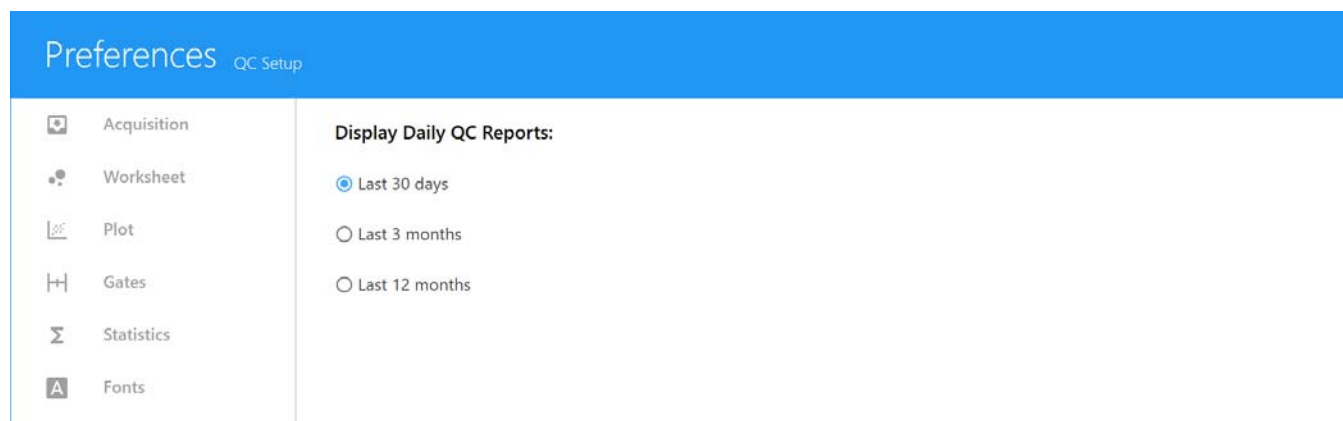 Preferences QC Setup
Acquisition
Worksheet
Plot
Gates
Statistics
Fonts
Display Daily QC Reports:
Last 30 days
Last 3 months
Last 12 months